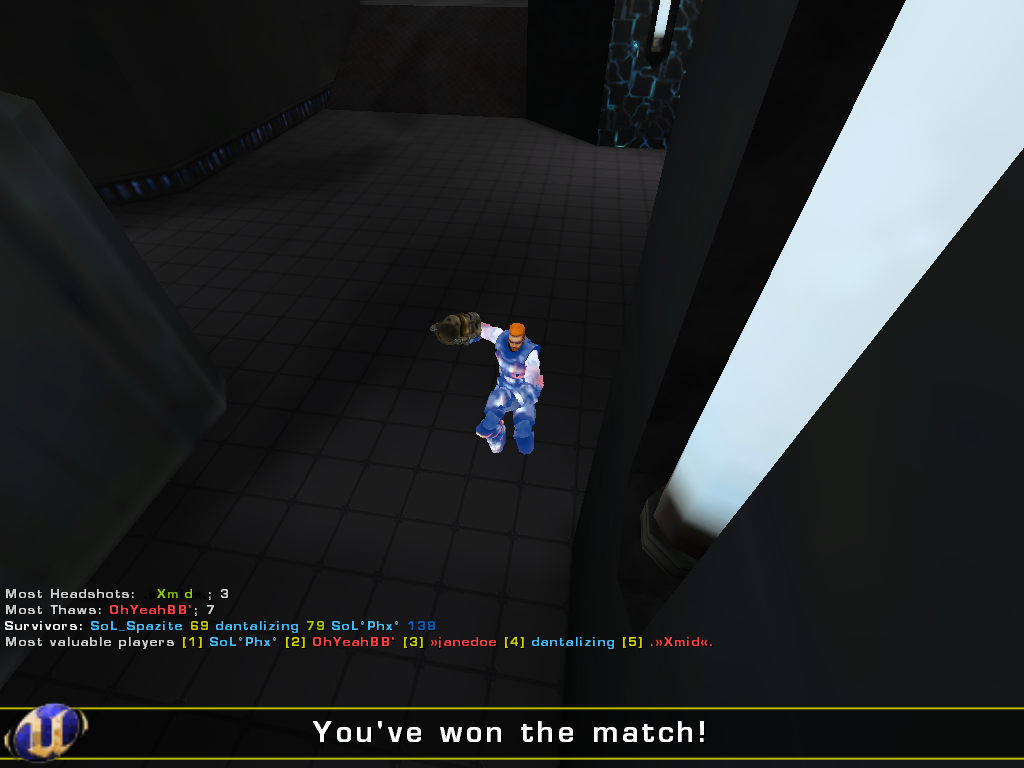 Most Headshots: .»Xmid«.; 3
Most Thaws: OhYeahBB'; 7
Survivors: SoL_Spazite 69 dantalizing 79 SoL°Phx° 138
Most valuable players [1] SoL°Phx° [2] OhYeahBB' [3] »janedoe [4] dantalizing [5] .»Xmid«.
You've won the match!